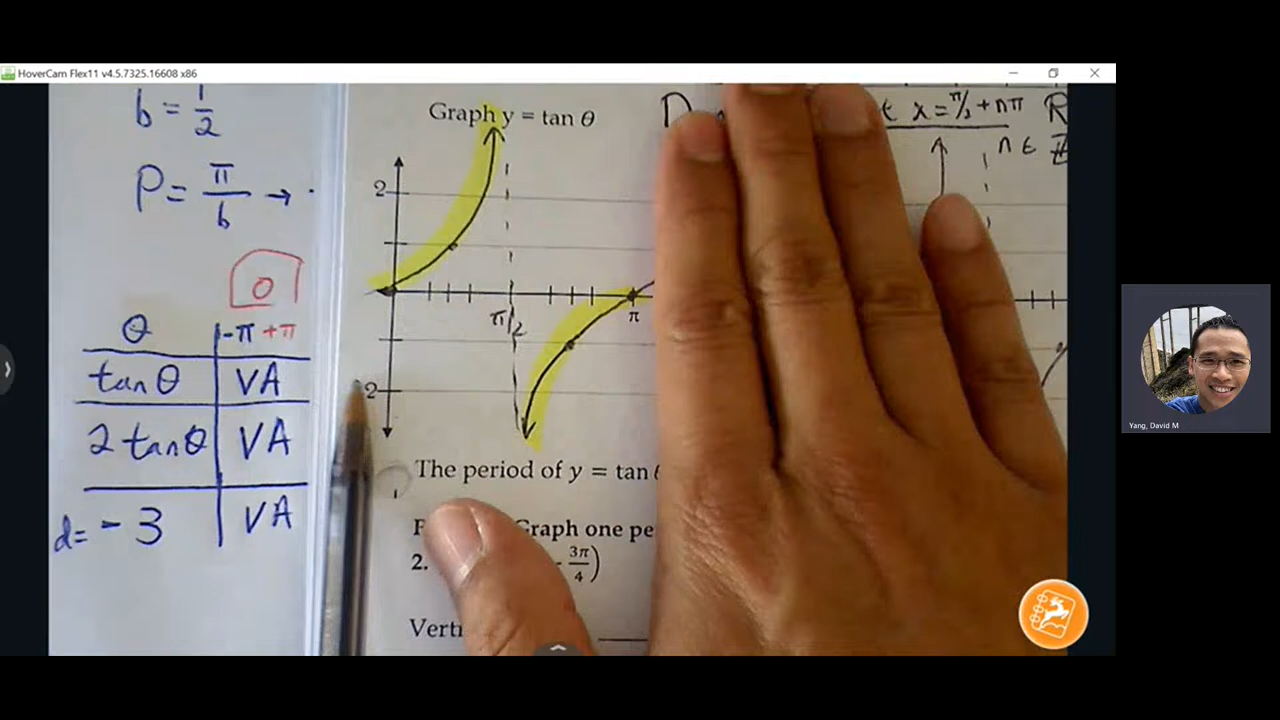 HoverCam Flex11 v4.5.7325.16608 x86
b = 1/2
P = π/b →
0
θ -π +π
tan θ VA
2 tan θ VA
d = -3 VA
Graph y = tan θ
2
π/2
π
2
The period of y = tan
Graph one pe
2. 3π/4)
Verti
D
x = π/2 + nπ R
n ∈ Z
Yang, David M